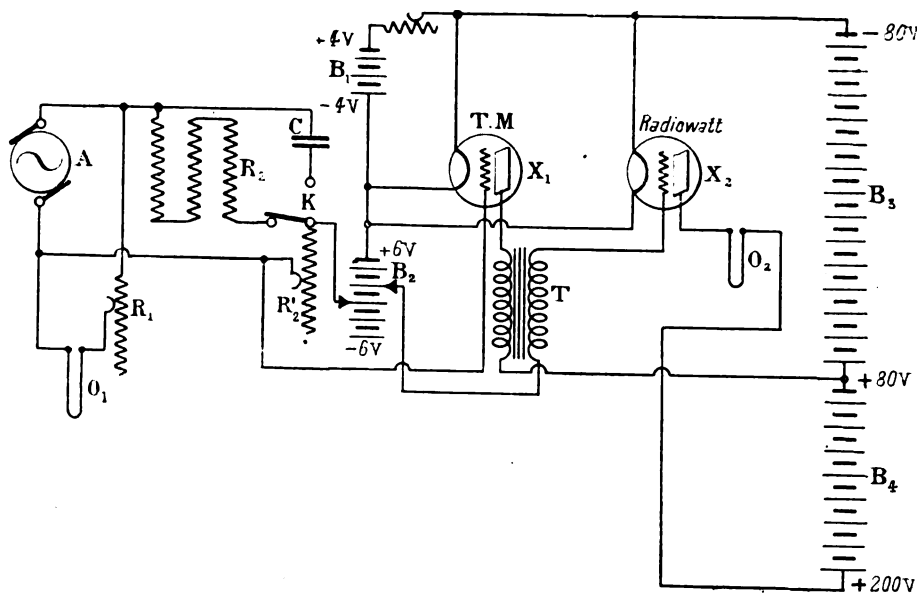 +4V
B₁
-4V
-80V
T.M
Radiowatt
X₁
X₂
A
R₂
C
K
B₃
+6V
B₂
R'₂
-6V
T
O₂
R₁
O₁
+80V
B₄
+200V